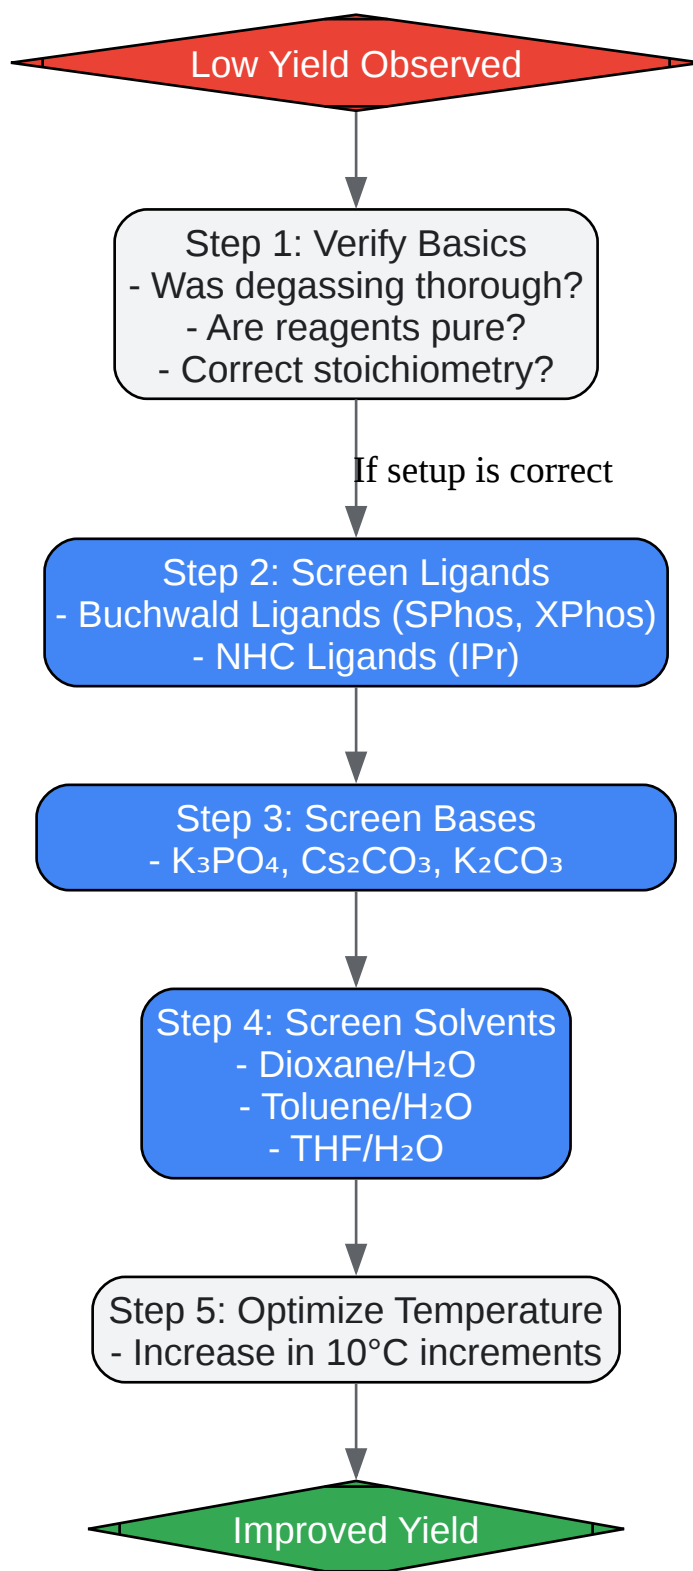 Low Yield Observed
Step 1: Verify Basics
- Was degassing thorough?
- Are reagents pure?
- Correct stoichiometry?
If setup is correct
Step 2: Screen Ligands
- Buchwald Ligands (SPhos, XPhos)
- NHC Ligands (IPr)
Step 3: Screen Bases
- K₃PO₄, Cs₂CO₃, K₂CO₃
Step 4: Screen Solvents
- Dioxane/H₂O
- Toluene/H₂O
- THF/H₂O
Step 5: Optimize Temperature
- Increase in 10°C increments
Improved Yield